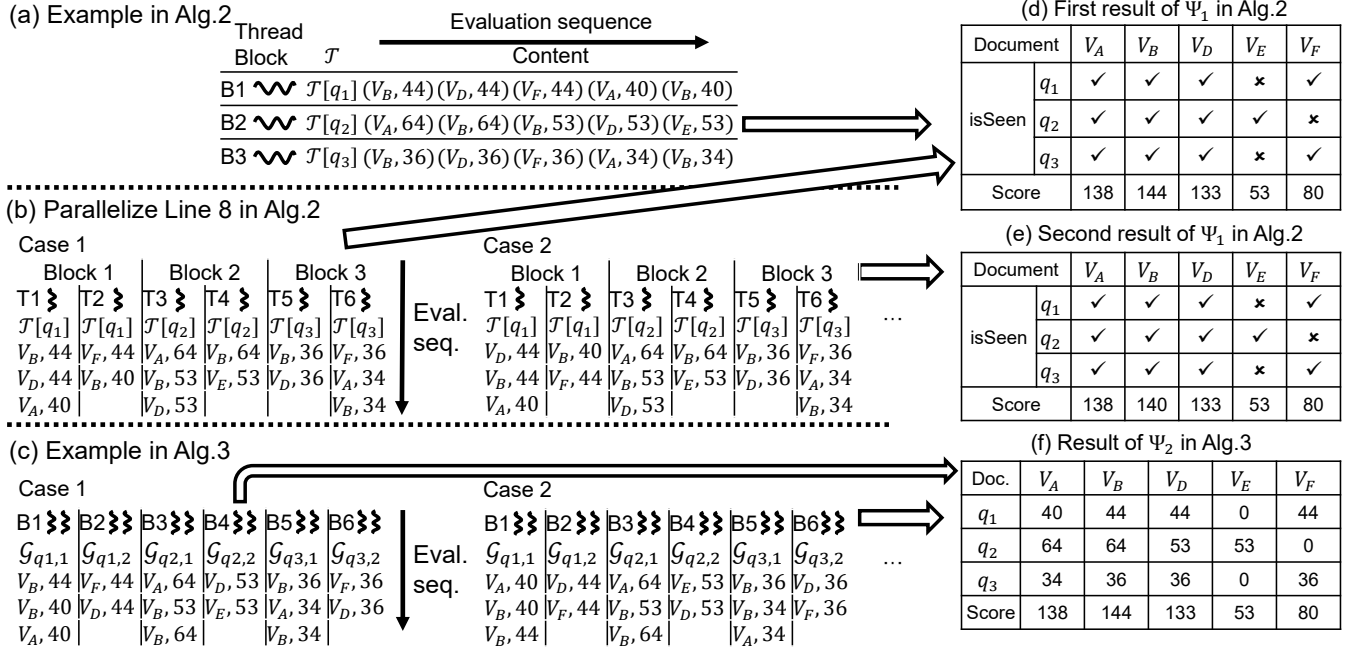 (a) Example in Alg.2
Evaluation sequence
Thread
Block 𝒯 Content
B1 𝒯[q₁] (V_B, 44) (V_D, 44) (V_F, 44) (V_A, 40) (V_B, 40)
B2 𝒯[q₂] (V_A, 64) (V_B, 64) (V_B, 53) (V_D, 53) (V_E, 53)
B3 𝒯[q₃] (V_B, 36) (V_D, 36) (V_F, 36) (V_A, 34) (V_B, 34)
(d) First result of Ψ₁ in Alg.2
Document V_A V_B V_D V_E V_F
isSeen
q₁ ✓ ✓ ✓ × ✓
q₂ ✓ ✓ ✓ ✓ ×
q₃ ✓ ✓ ✓ × ✓
Score 138 144 133 53 80
(b) Parallelize Line 8 in Alg.2
Case 1
Block 1 Block 2 Block 3
T1 T2 T3 T4 T5 T6
𝒯[q₁] 𝒯[q₁] 𝒯[q₂] 𝒯[q₂] 𝒯[q₃] 𝒯[q₃]
V_B, 44 V_F, 44 V_A, 64 V_B, 64 V_B, 36 V_F, 36
V_D, 44 V_B, 40 V_B, 53 V_E, 53 V_D, 36 V_A, 34
V_A, 40 V_D, 53 V_B, 34
Eval.
seq.
Case 2
Block 1 Block 2 Block 3
T1 T2 T3 T4 T5 T6
𝒯[q₁] 𝒯[q₁] 𝒯[q₂] 𝒯[q₂] 𝒯[q₃] 𝒯[q₃]
V_D, 44 V_B, 40 V_A, 64 V_B, 64 V_B, 36 V_F, 36
V_B, 44 V_F, 44 V_B, 53 V_E, 53 V_D, 36 V_A, 34
V_A, 40 V_D, 53 V_B, 34
...
(e) Second result of Ψ₁ in Alg.2
Document V_A V_B V_D V_E V_F
isSeen
q₁ ✓ ✓ ✓ × ✓
q₂ ✓ ✓ ✓ ✓ ×
q₃ ✓ ✓ ✓ × ✓
Score 138 140 133 53 80
(c) Example in Alg.3
Case 1
B1 B2 B3 B4 B5 B6
𝒢_q1,1 𝒢_q1,2 𝒢_q2,1 𝒢_q2,2 𝒢_q3,1 𝒢_q3,2
V_B, 44 V_F, 44 V_A, 64 V_D, 53 V_B, 36 V_F, 36
V_B, 40 V_D, 44 V_B, 53 V_E, 53 V_A, 34 V_D, 36
V_A, 40 V_B, 64 V_B, 34
Eval.
seq.
Case 2
B1 B2 B3 B4 B5 B6
𝒢_q1,1 𝒢_q1,2 𝒢_q2,1 𝒢_q2,2 𝒢_q3,1 𝒢_q3,2
V_A, 40 V_D, 44 V_A, 64 V_E, 53 V_B, 36 V_D, 36
V_B, 40 V_F, 44 V_B, 53 V_D, 53 V_B, 34 V_F, 36
V_B, 44 V_B, 64 V_A, 34
...
(f) Result of Ψ₂ in Alg.3
Doc. V_A V_B V_D V_E V_F
q₁ 40 44 44 0 44
q₂ 64 64 53 53 0
q₃ 34 36 36 0 36
Score 138 144 133 53 80